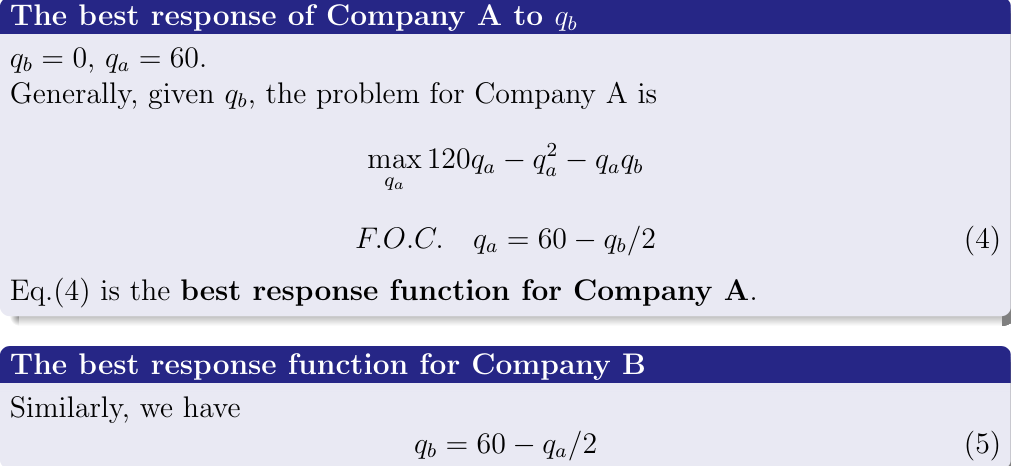 The best response of Company A to $q_b$
$q_b = 0$, $q_a = 60$.
Generally, given $q_b$, the problem for Company A is
$\max_{q_a} 120q_a - q_a^2 - q_a q_b$
$F.O.C. \quad q_a = 60 - q_b/2$ (4)
Eq.(4) is the best response function for Company A.
The best response function for Company B
Similarly, we have
$q_b = 60 - q_a/2$ (5)